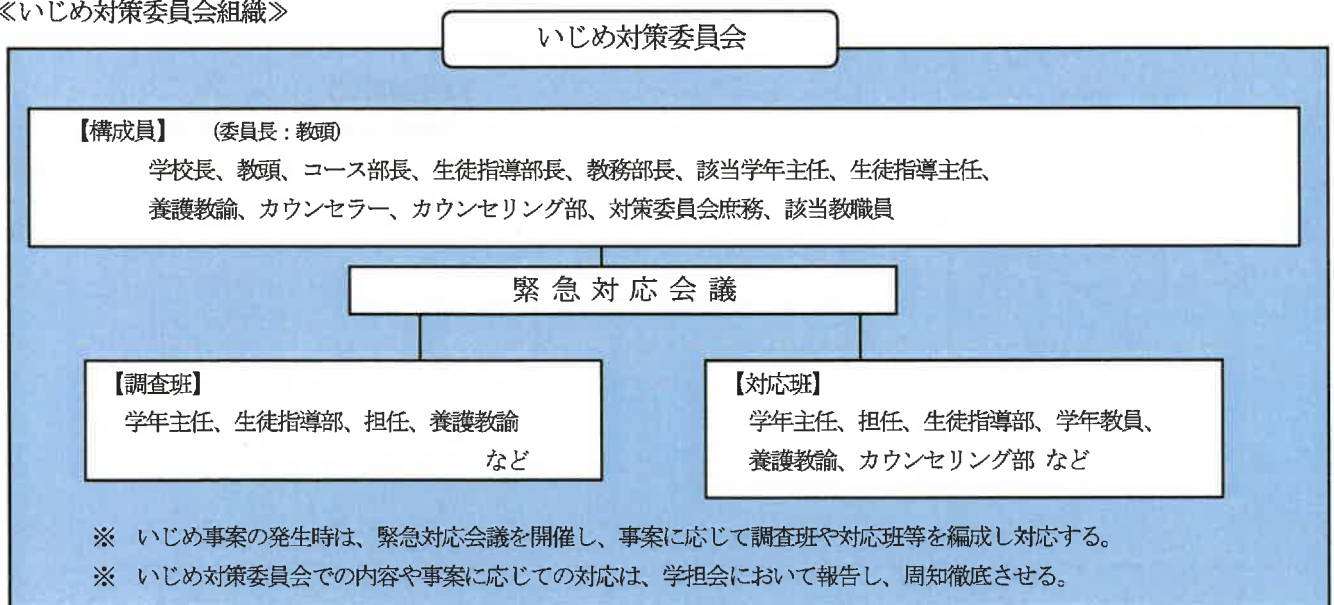 ≪いじめ対策委員会組織≫
いじめ対策委員会
【構成員】 (委員長：教頭)
学校長、教頭、コース部長、生徒指導部長、教務部長、該当学年主任、生徒指導主任、
養護教諭、カウンセラー、カウンセリング部、対策委員会庶務、該当教職員
緊急対応会議
【調査班】
学年主任、生徒指導部、担任、養護教諭
など
【対応班】
学年主任、担任、生徒指導部、学年教員、
養護教諭、カウンセリング部 など
※ いじめ事案の発生時は、緊急対応会議を開催し、事案に応じて調査班や対応班等を編成し対応する。
※ いじめ対策委員会での内容や事案に応じての対応は、学担会において報告し、周知徹底させる。